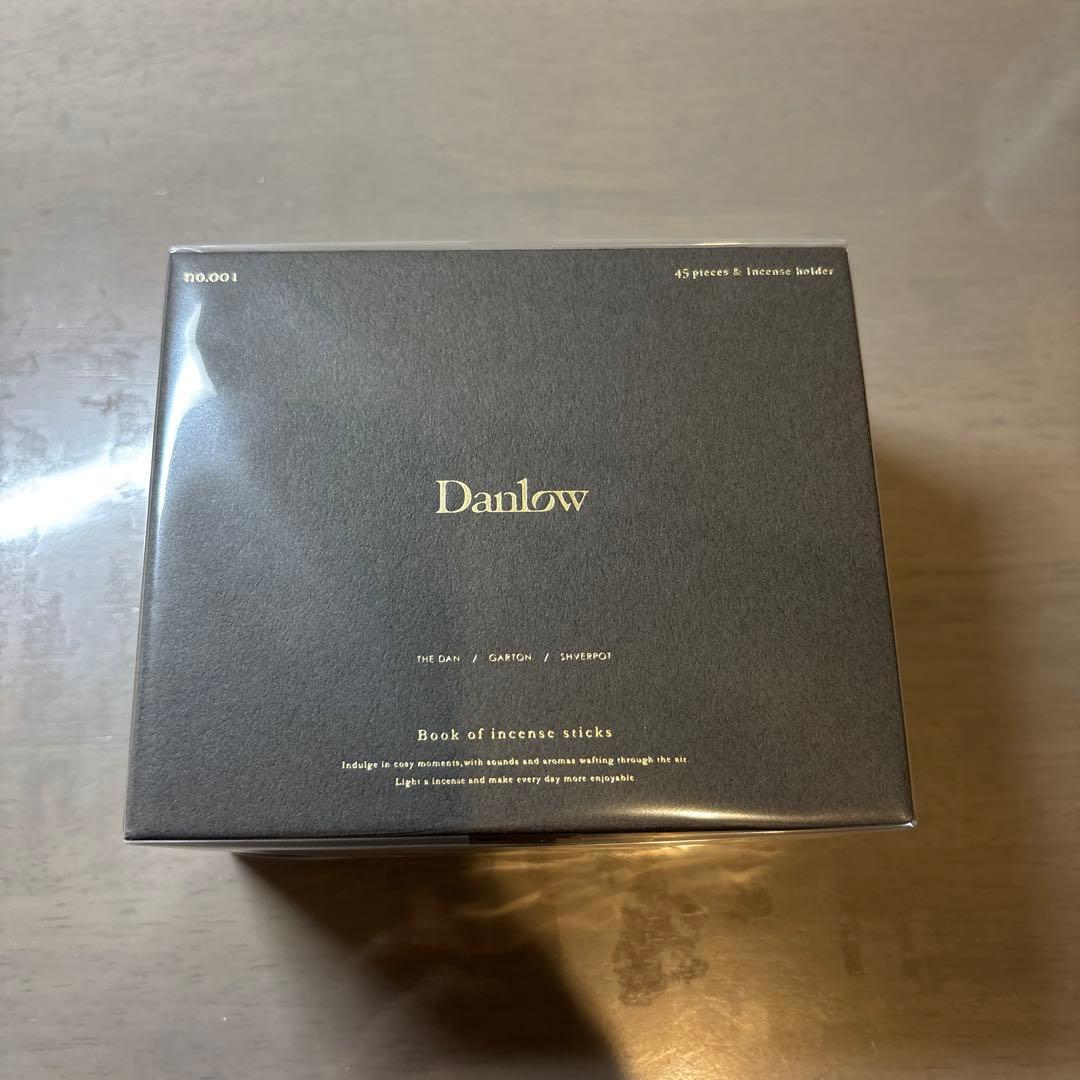 no.001
45 pieces & Incense holder
Danlow
THE DAN / GARTON / SHVERPOT
Book of incense sticks
Indulge in cosy moments,with sounds and aromas wafting through the air.
Light a incense and make every day more enjoyable.